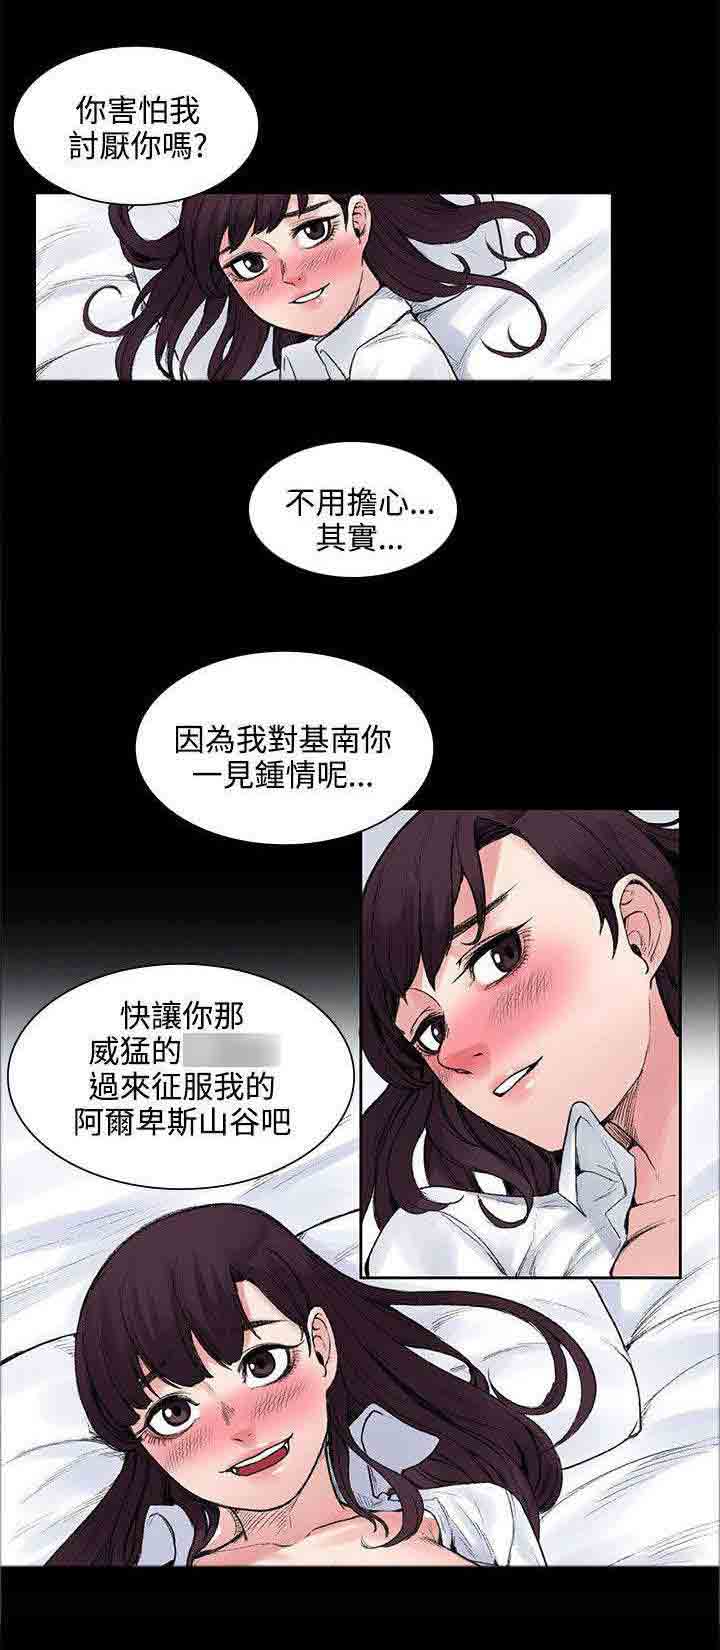 你害怕我
討厭你嗎?
不用擔心...
其實...
因為我對基南你
一見鍾情呢...
快讓你那
威猛的
過來征服我的
阿爾卑斯山谷吧